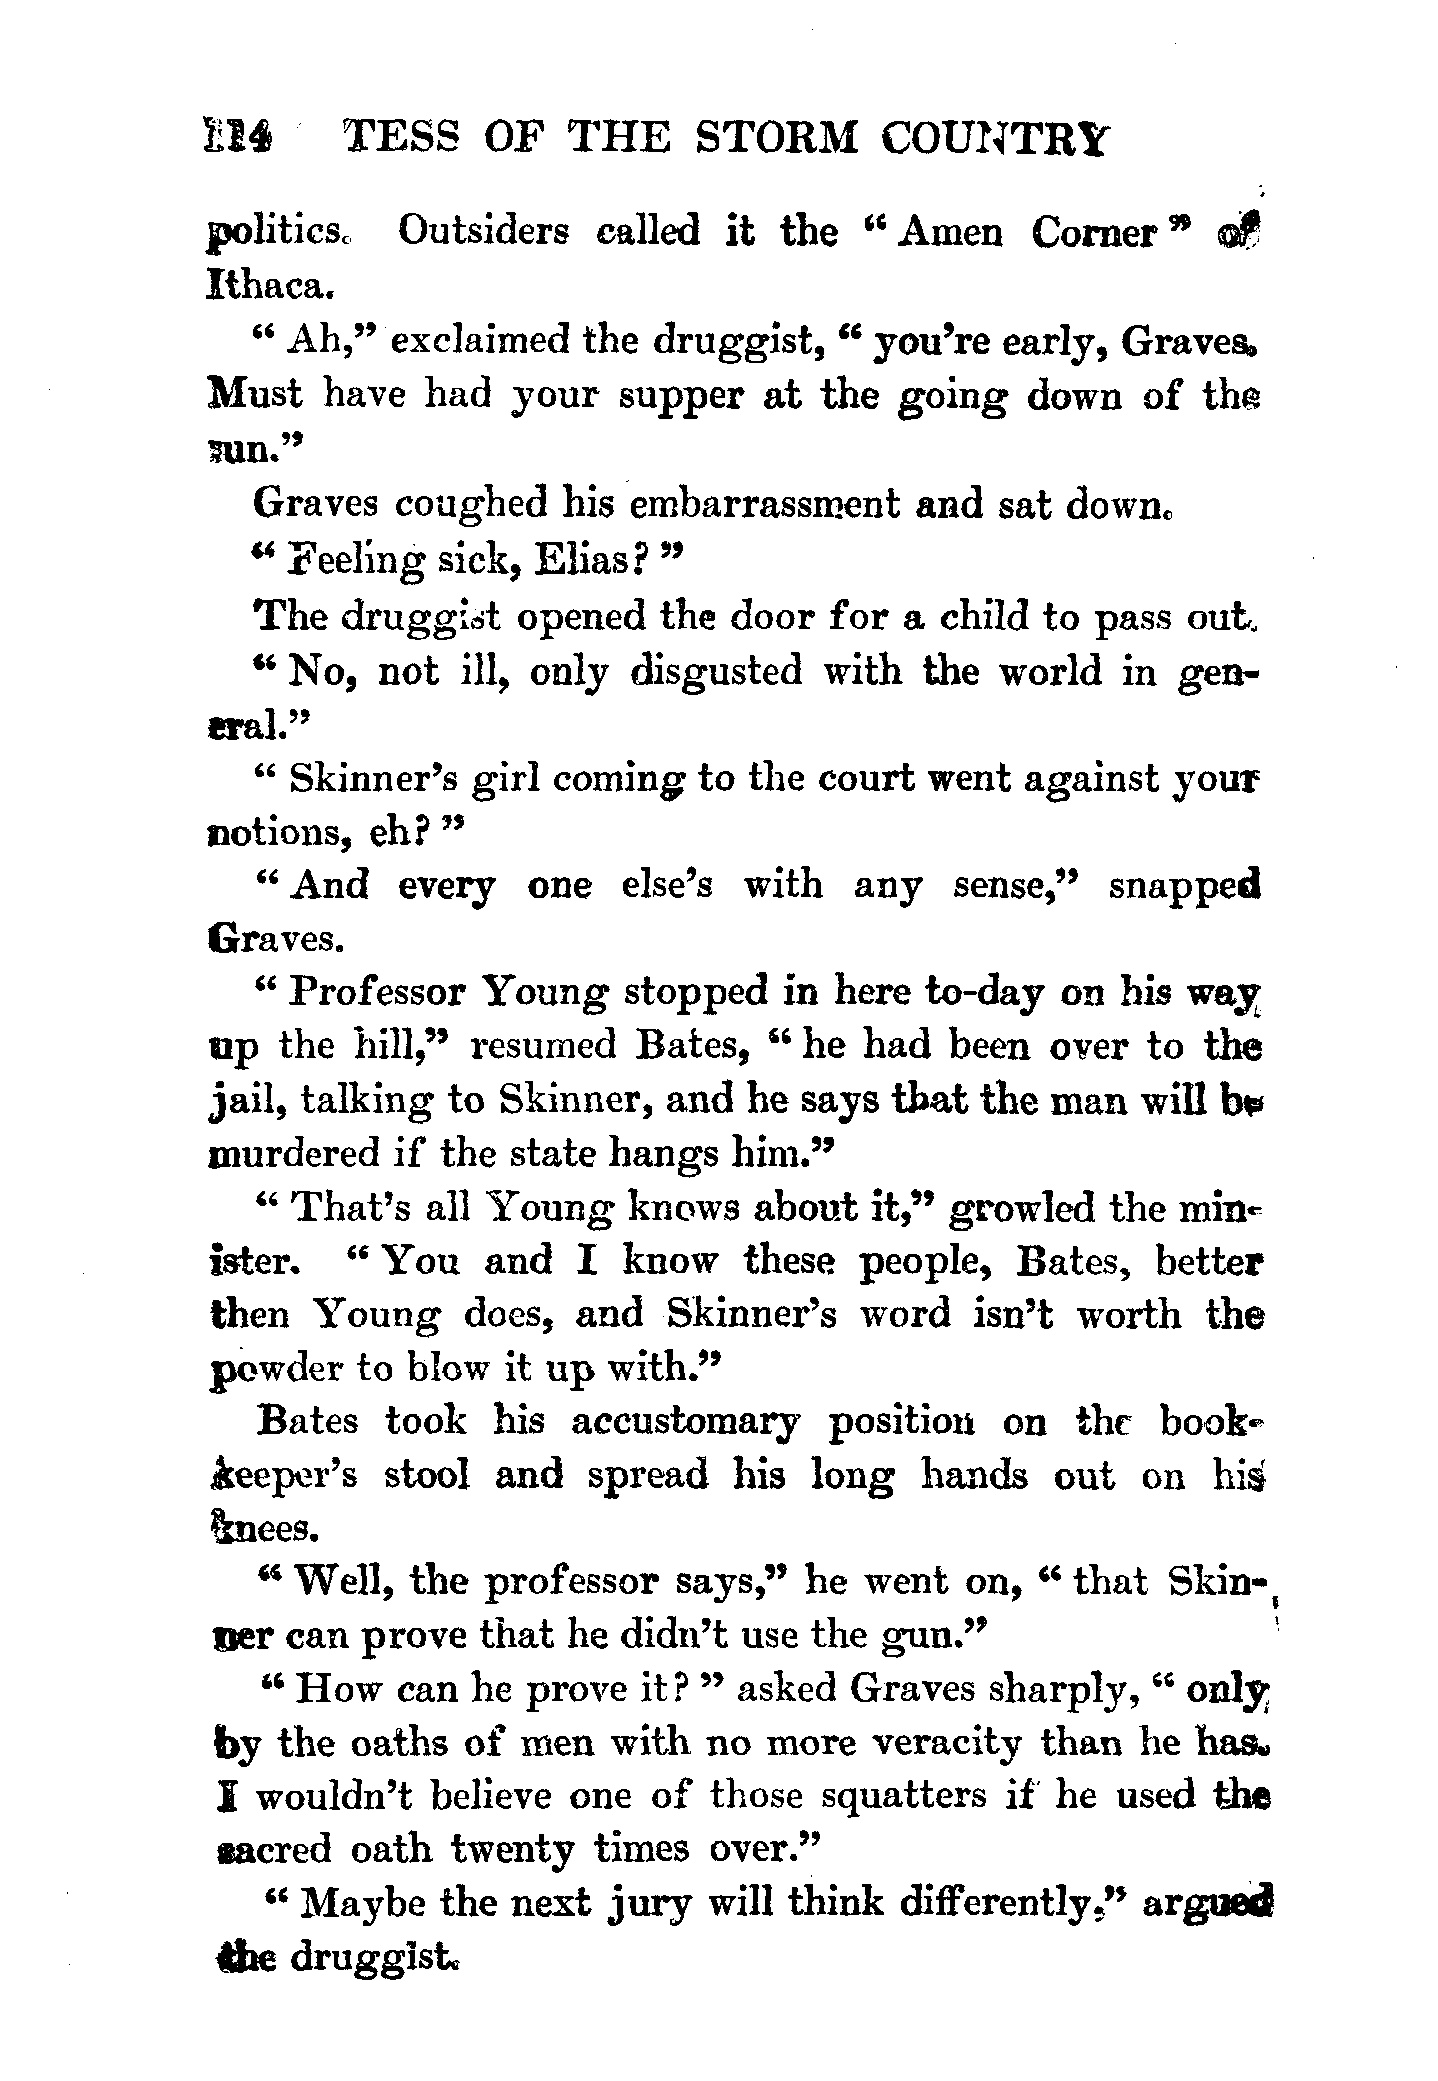 114 TESS OF THE STORM COUNTRY
politics. Outsiders called it the “Amen Corner” of
Ithaca.
“Ah,” exclaimed the druggist, “you’re early, Graves.
Must have had your supper at the going down of the
sun.”
Graves coughed his embarrassment and sat down.
“Feeling sick, Elias?”
The druggist opened the door for a child to pass out.
“No, not ill, only disgusted with the world in gen-
eral.”
“Skinner’s girl coming to the court went against your
notions, eh?”
“And every one else’s with any sense,” snapped
Graves.
“Professor Young stopped in here to-day on his way
up the hill,” resumed Bates, “he had been over to the
jail, talking to Skinner, and he says that the man will be
murdered if the state hangs him.”
“That’s all Young knows about it,” growled the min-
ister. “You and I know these people, Bates, better
then Young does, and Skinner’s word isn’t worth the
powder to blow it up with.”
Bates took his accustomary position on the book-
keeper’s stool and spread his long hands out on his
knees.
“Well, the professor says,” he went on, “that Skin-
ner can prove that he didn’t use the gun.”
“How can he prove it?” asked Graves sharply, “only
by the oaths of men with no more veracity than he has.
I wouldn’t believe one of those squatters if he used the
sacred oath twenty times over.”
“Maybe the next jury will think differently,” argued
the druggist.